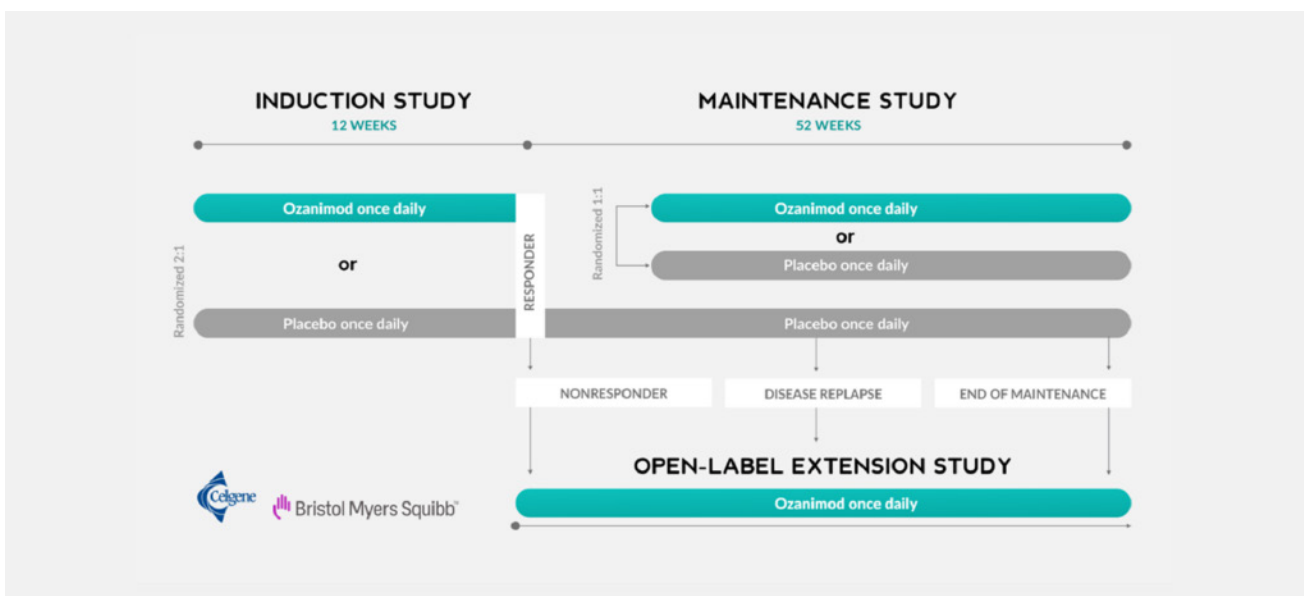 INDUCTION STUDY
12 WEEKS
MAINTENANCE STUDY
52 WEEKS
Randomized 2:1
Ozanimod once daily
or
Placebo once daily
RESPONDER
Randomized 1:1
Ozanimod once daily
or
Placebo once daily
Placebo once daily
NONRESPONDER
DISEASE REPLAPSE
END OF MAINTENANCE
OPEN-LABEL EXTENSION STUDY
Ozanimod once daily
Celgene
Bristol Myers Squibb™